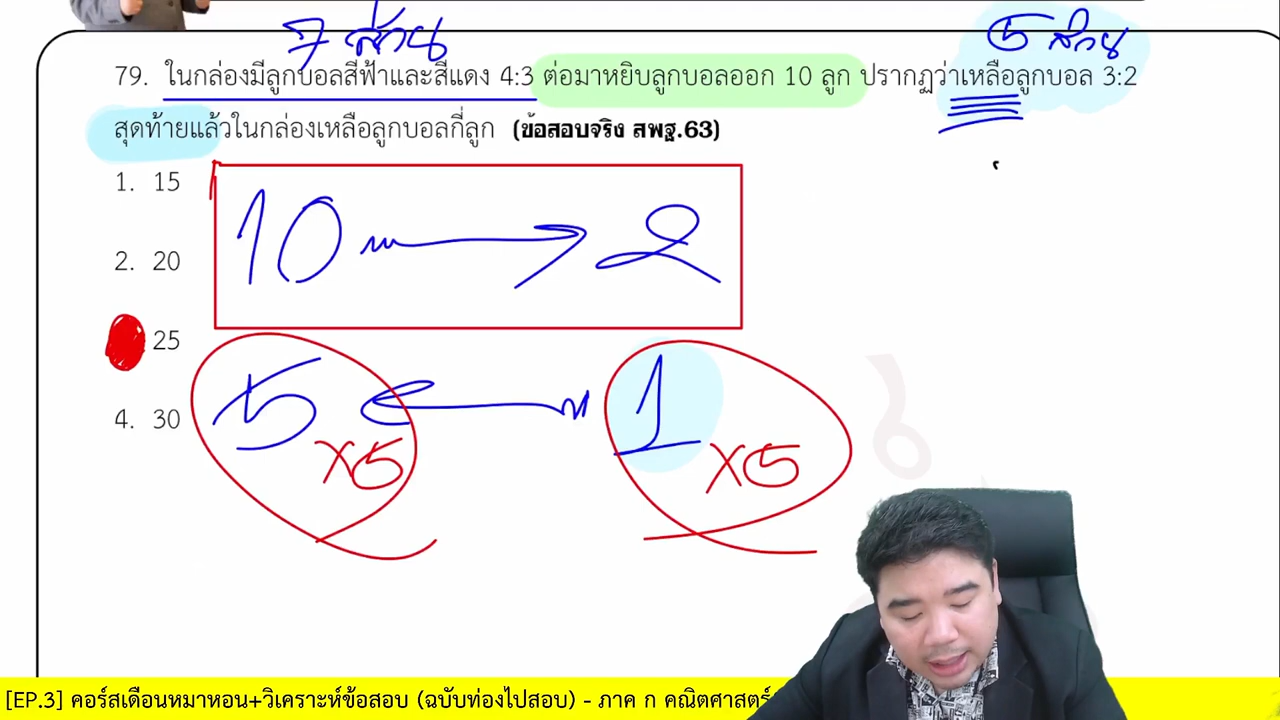 7 ส่วน
5 ส่วน
79. ในกล่องมีลูกบอลสีฟ้าและสีแดง 4:3 ต่อมาหยิบลูกบอลออก 10 ลูก ปรากฏว่าเหลือลูกบอล 3:2
สุดท้ายแล้วในกล่องเหลือลูกบอลกี่ลูก (ข้อสอบจริง สพฐ.63)
1. 15
10 2
2. 20
25
5 1
×5 ×5
4. 30
[EP.3] คอร์สเดือนหมาหอน+วิเคราะห์ข้อสอบ (ฉบับท่องไปสอบ) - ภาค ก คณิตศาสตร์